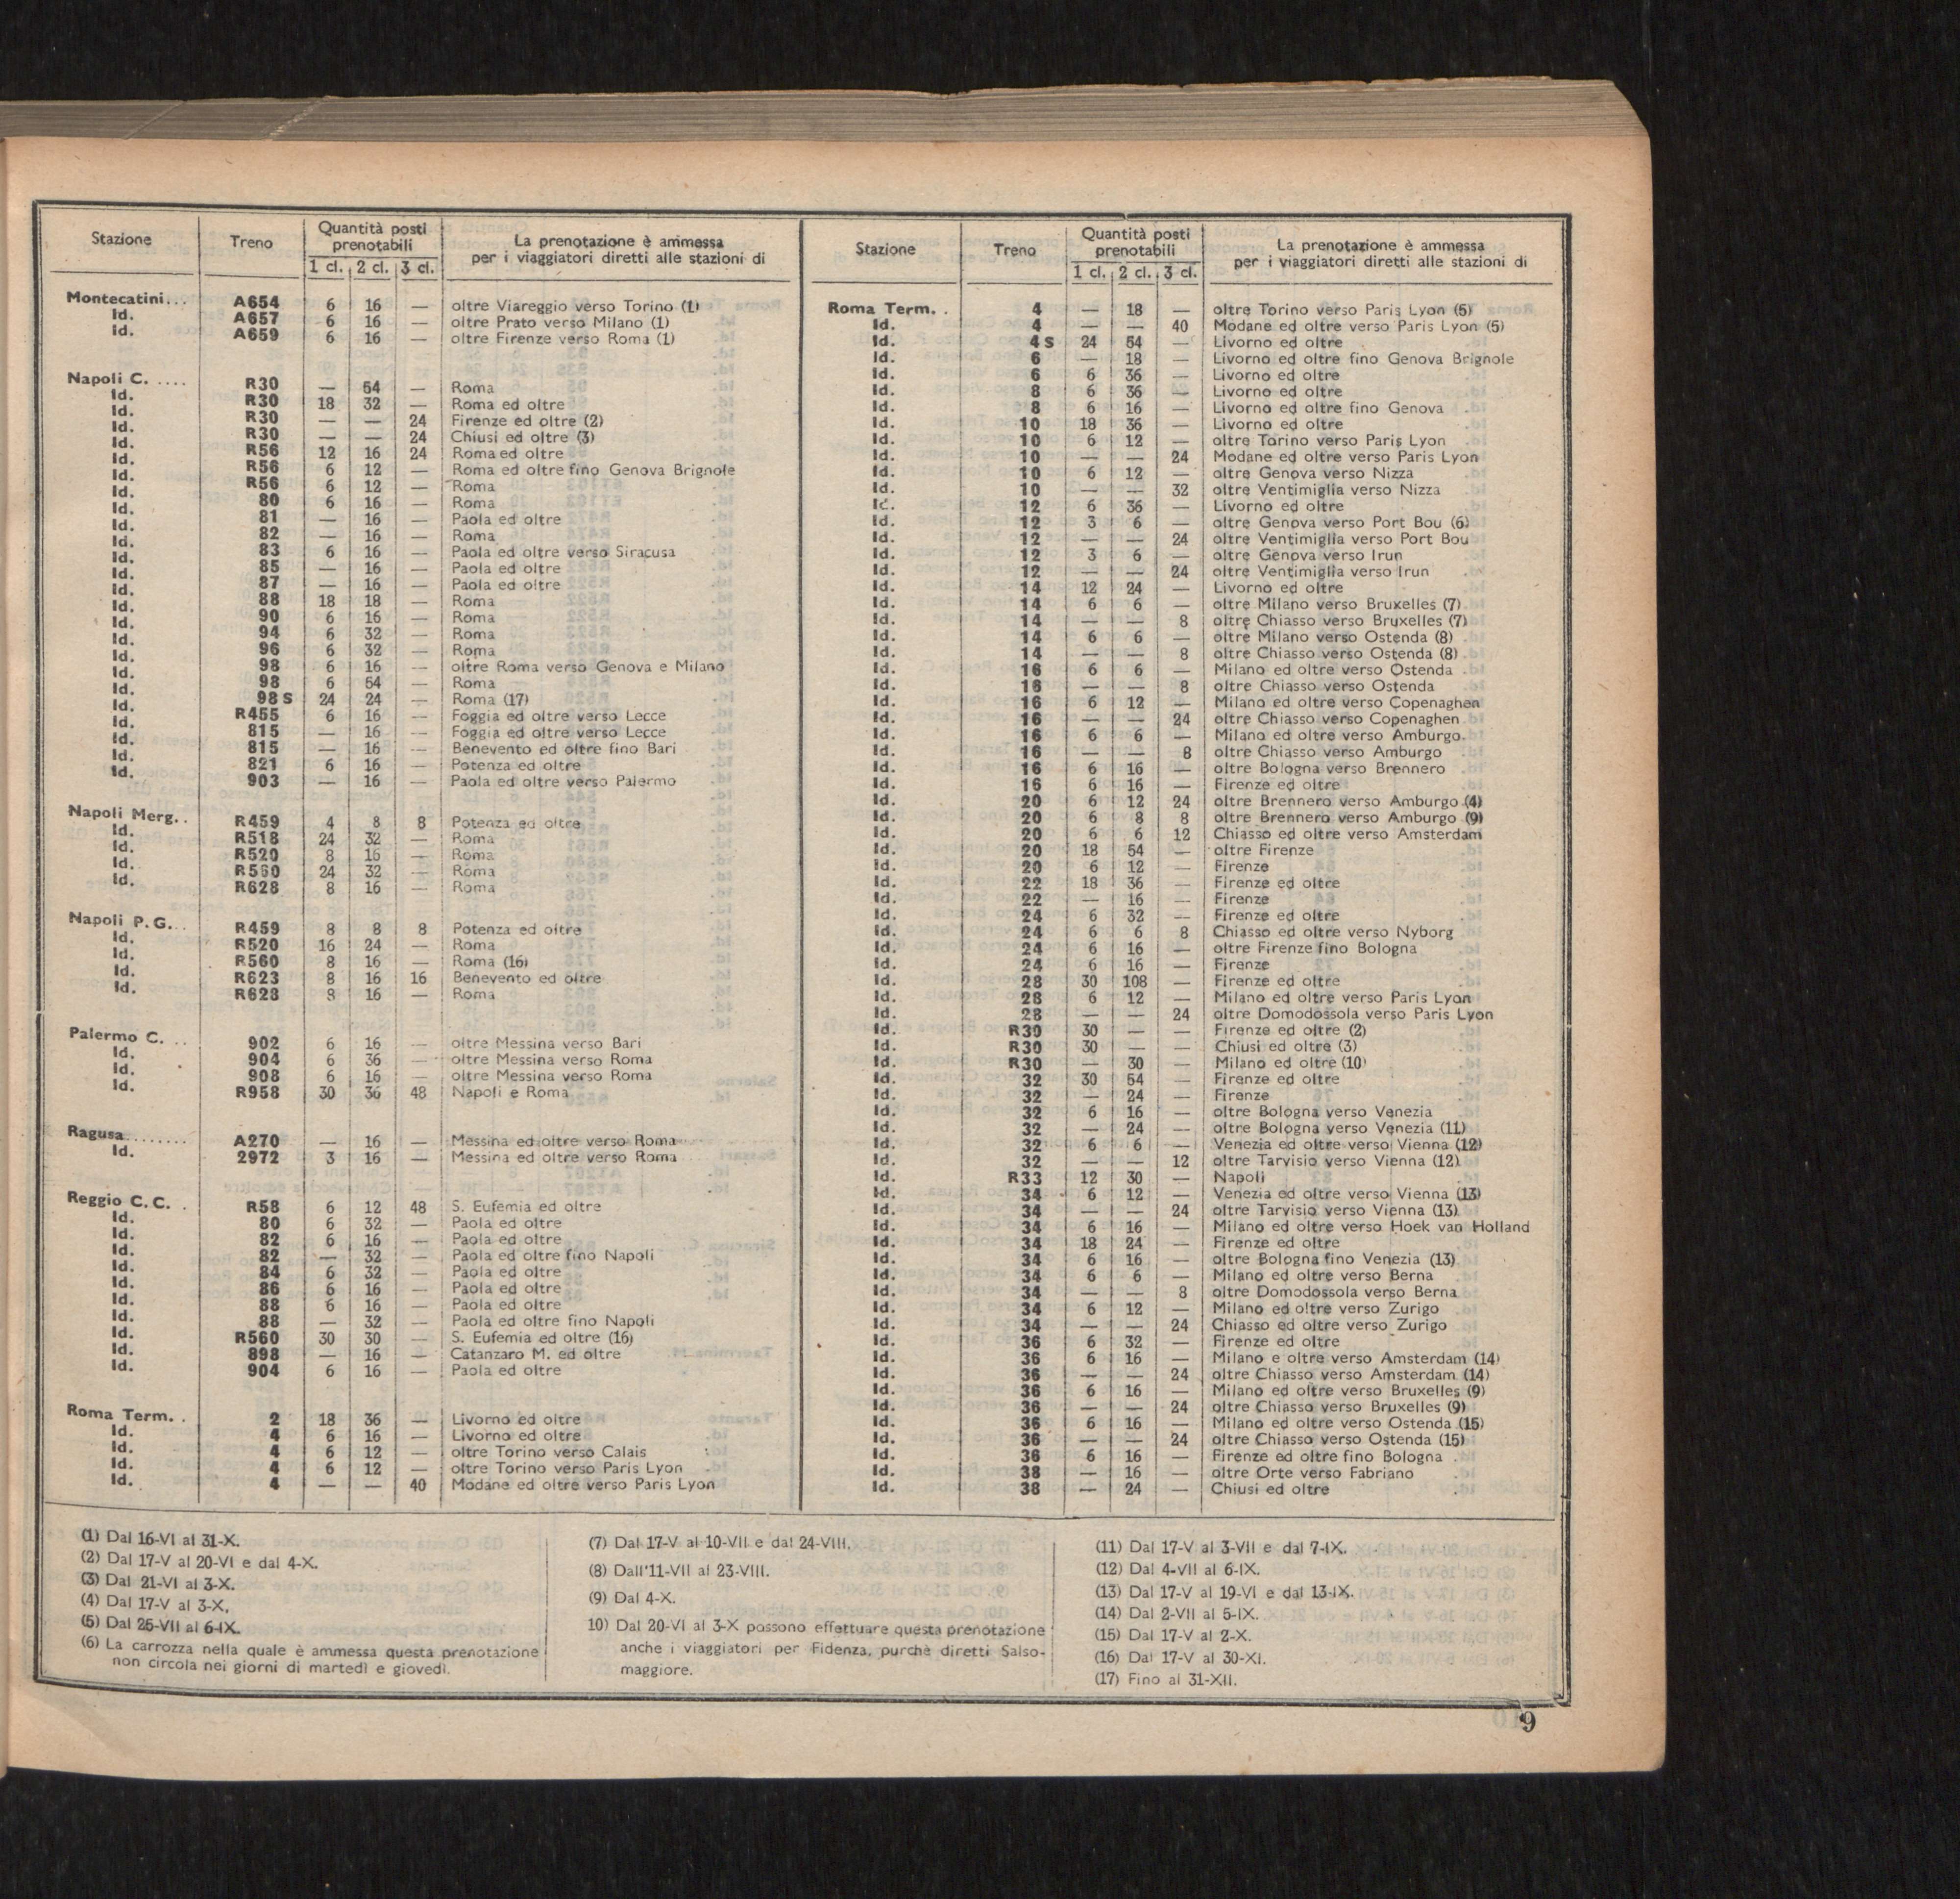 Stazione Treno Quantità posti prenotabili La prenotazione è ammessa
per i viaggiatori diretti alle stazioni di
1 cl. 2 cl. 3 cl.
Montecatini... A654 6 16 — oltre Viareggio verso Torino (1)
Id. A657 6 16 — oltre Prato verso Milano (1)
Id. A659 6 16 — oltre Firenze verso Roma (1)
Napoli C. .... R30 — 54 — Roma
Id. R30 18 32 — Roma ed oltre
Id. R30 — — 24 Firenze ed oltre (2)
Id. R30 — — 24 Chiusi ed oltre (3)
Id. R56 12 16 24 Roma ed oltre
Id. R56 6 12 — Roma ed oltre fino Genova Brignole
Id. R56 6 12 — Roma
Id. 80 6 16 — Roma
Id. 81 — 16 — Paola ed oltre
Id. 82 — 16 — Roma
Id. 83 6 16 — Paola ed oltre verso Siracusa
Id. 85 — 16 — Paola ed oltre
Id. 87 — 16 — Paola ed oltre
Id. 88 18 18 — Roma
Id. 90 6 16 — Roma
Id. 94 6 32 — Roma
Id. 96 6 32 — Roma
Id. 98 6 16 — oltre Roma verso Genova e Milano
Id. 98 6 54 — Roma
Id. 98 S 24 24 — Roma (17)
Id. R455 6 16 — Foggia ed oltre verso Lecce
Id. 815 — 16 — Foggia ed oltre verso Lecce
Id. 815 — 16 — Benevento ed oltre fino Bari
Id. 821 6 16 — Potenza ed oltre
Id. 903 — 16 — Paola ed oltre verso Palermo
Napoli Merg.. R459 4 8 8 Potenza ed oltre
Id. R518 24 32 — Roma
Id. R520 8 16 — Roma
Id. R560 24 32 — Roma
Id. R628 8 16 — Roma
Napoli P.G... R459 8 8 8 Potenza ed oltre
Id. R520 16 24 — Roma
Id. R560 8 16 — Roma (16)
Id. R623 8 16 16 Benevento ed oltre
Id. R628 8 16 — Roma
Palermo C. .. 902 6 16 — oltre Messina verso Bari
Id. 904 6 36 — oltre Messina verso Roma
Id. 908 6 16 — oltre Messina verso Roma
Id. R958 30 36 48 Napoli e Roma
Ragusa........ A270 — 16 — Messina ed oltre verso Roma
Id. 2972 3 16 — Messina ed oltre verso Roma
Reggio C.C. . R58 6 12 48 S. Eufemia ed oltre
Id. 80 6 32 — Paola ed oltre
Id. 82 6 16 — Paola ed oltre
Id. 82 — 32 — Paola ed oltre fino Napoli
Id. 84 6 32 — Paola ed oltre
Id. 86 6 16 — Paola ed oltre
Id. 88 6 16 — Paola ed oltre
Id. 88 — 32 — Paola ed oltre fino Napoli
Id. R560 30 30 — S. Eufemia ed oltre (16)
Id. 898 — 16 — Catanzaro M. ed oltre
Id. 904 6 16 — Paola ed oltre
Roma Term. . 2 18 36 — Livorno ed oltre
Id. 4 6 16 — Livorno ed oltre
Id. 4 6 12 — oltre Torino verso Calais
Id. 4 6 12 — oltre Torino verso Paris Lyon
Id. 4 — — 40 Modane ed oltre verso Paris Lyon
Stazione Treno Quantità posti prenotabili La prenotazione è ammessa
per i viaggiatori diretti alle stazioni di
1 cl. 2 cl. 3 cl.
Roma Term. . 4 — 18 — oltre Torino verso Paris Lyon (5)
Id. 4 — — 40 Modane ed oltre verso Paris Lyon (5)
Id. 4 S 24 54 — Livorno ed oltre
Id. 6 — 18 — Livorno ed oltre fino Genova Brignole
Id. 6 6 36 — Livorno ed oltre
Id. 8 6 36 — Livorno ed oltre
Id. 8 6 16 — Livorno ed oltre fino Genova
Id. 10 18 36 — Livorno ed oltre
Id. 10 6 12 — oltre Torino verso Paris Lyon
Id. 10 — — 24 Modane ed oltre verso Paris Lyon
Id. 10 6 12 — oltre Genova verso Nizza
Id. 10 — — 32 oltre Ventimiglia verso Nizza
Id. 12 6 36 — Livorno ed oltre
Id. 12 3 6 — oltre Genova verso Port Bou (6)
Id. 12 — — 24 oltre Ventimiglia verso Port Bou
Id. 12 3 6 — oltre Genova verso Irun
Id. 12 — — 24 oltre Ventimiglia verso Irun
Id. 14 12 24 — Livorno ed oltre
Id. 14 6 6 — oltre Milano verso Bruxelles (7)
Id. 14 — — 8 oltre Chiasso verso Bruxelles (7)
Id. 14 6 6 — oltre Milano verso Ostenda (8)
Id. 14 — — 8 oltre Chiasso verso Ostenda (8)
Id. 16 6 6 — Milano ed oltre verso Ostenda
Id. 16 — — 8 oltre Chiasso verso Ostenda
Id. 16 6 12 — Milano ed oltre verso Copenaghen
Id. 16 — — 24 oltre Chiasso verso Copenaghen
Id. 16 6 6 — Milano ed oltre verso Amburgo
Id. 16 — — 8 oltre Chiasso verso Amburgo
Id. 16 6 16 — oltre Bologna verso Brennero
Id. 16 6 16 — Firenze ed oltre
Id. 20 6 12 24 oltre Brennero verso Amburgo (4)
Id. 20 6 8 8 oltre Brennero verso Amburgo (9)
Id. 20 6 6 12 Chiasso ed oltre verso Amsterdam
Id. 20 18 54 — oltre Firenze
Id. 20 6 12 — Firenze
Id. 22 18 36 — Firenze ed oltre
Id. 22 — 16 — Firenze
Id. 24 6 32 — Firenze ed oltre
Id. 24 6 6 8 Chiasso ed oltre verso Nyborg
Id. 24 6 16 — oltre Firenze fino Bologna
Id. 24 6 16 — Firenze
Id. 28 30 108 — Firenze ed oltre
Id. 28 6 12 — Milano ed oltre verso Paris Lyon
Id. 28 — — 24 oltre Domodossola verso Paris Lyon
Id. R30 30 — — Firenze ed oltre (2)
Id. R30 30 — — Chiusi ed oltre (3)
Id. R30 — 30 — Milano ed oltre (10)
Id. 32 30 54 — Firenze ed oltre
Id. 32 — 24 — Firenze
Id. 32 6 16 — oltre Bologna verso Venezia
Id. 32 — 24 — oltre Bologna verso Venezia (11)
Id. 32 6 6 — Venezia ed oltre verso Vienna (12)
Id. 32 — — 12 oltre Tarvisio verso Vienna (12)
Id. R33 12 30 — Napoli
Id. 34 6 12 — Venezia ed oltre verso Vienna (13)
Id. 34 — — 24 oltre Tarvisio verso Vienna (13)
Id. 34 6 16 — Milano ed oltre verso Hoek van Holland
Id. 34 18 24 — Firenze ed oltre
Id. 34 6 16 — oltre Bologna fino Venezia (13)
Id. 34 6 6 — Milano ed oltre verso Berna
Id. 34 — — 8 oltre Domodossola verso Berna
Id. 34 6 12 — Milano ed oltre verso Zurigo
Id. 34 — — 24 Chiasso ed oltre verso Zurigo
Id. 36 6 32 — Firenze ed oltre
Id. 36 6 16 — Milano e oltre verso Amsterdam (14)
Id. 36 — — 24 oltre Chiasso verso Amsterdam (14)
Id. 36 6 16 — Milano ed oltre verso Bruxelles (9)
Id. 36 — — 24 oltre Chiasso verso Bruxelles (9)
Id. 36 6 16 — Milano ed oltre verso Ostenda (15)
Id. 36 — — 24 oltre Chiasso verso Ostenda (15)
Id. 36 6 16 — Firenze ed oltre fino Bologna
Id. 38 — 16 — oltre Orte verso Fabriano
Id. 38 — 24 — Chiusi ed oltre
(1) Dal 16-VI al 31-X.
(2) Dal 17-V al 20-VI e dal 4-X.
(3) Dal 21-VI al 3-X.
(4) Dal 17-V al 3-X.
(5) Dal 25-VII al 6-IX.
(6) La carrozza nella quale è ammessa questa prenotazione
non circola nei giorni di martedì e giovedì.
(7) Dal 17-V al 10-VII e dal 24-VIII.
(8) Dall'11-VII al 23-VIII.
(9) Dal 4-X.
10) Dal 20-VI al 3-X possono effettuare questa prenotazione
anche i viaggiatori per Fidenza, purchè diretti Salso-
maggiore.
(11) Dal 17-V al 3-VII e dal 7-IX.
(12) Dal 4-VII al 6-IX.
(13) Dal 17-V al 19-VI e dal 13-IX.
(14) Dal 2-VII al 5-IX.
(15) Dal 17-V al 2-X.
(16) Dal 17-V al 30-XI.
(17) Fino al 31-XII.
9